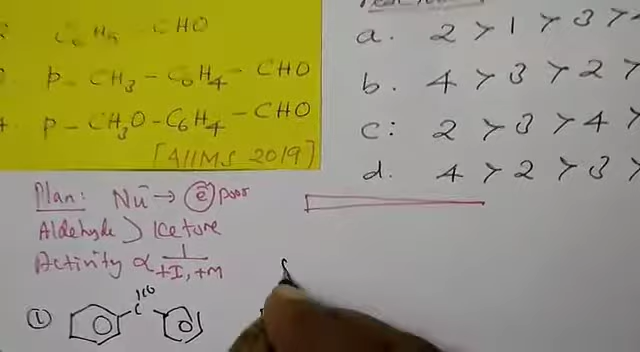 C₆H₅ - CHO
p - CH₃ - C₆H₄ - CHO
p - CH₃O - C₆H₄ - CHO
[AIIMS 2019]
a. 2 > 1 > 3 >
b. 4 > 3 > 2 >
c: 2 > 3 > 4 >
d. 4 > 2 > 3 >
Plan: Nu → e poor
Aldehyde > Keture
Activity ∝ 1/+I, +M
① C